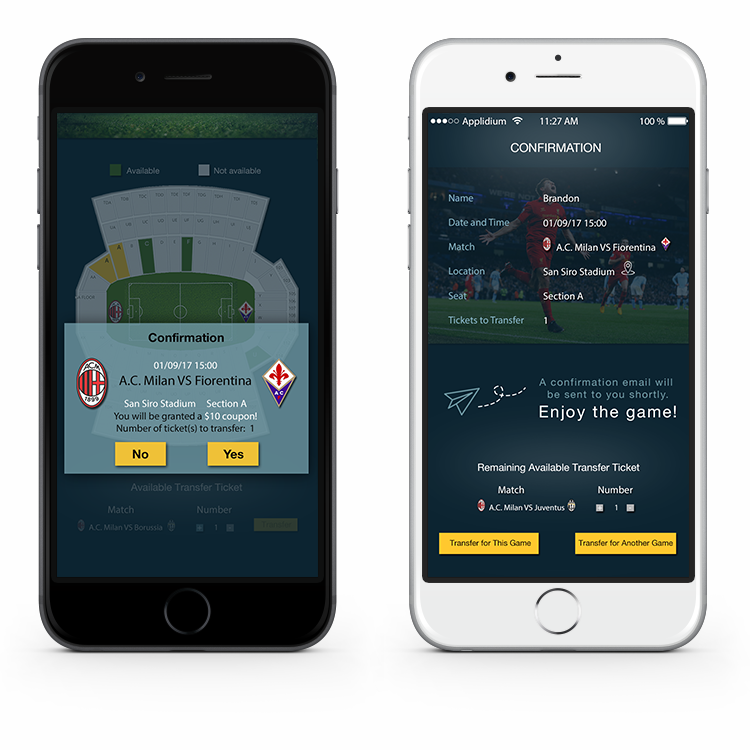 Available Not available
A A C F
A FLOOR
Confirmation
01/09/17 15:00
A.C. Milan VS Fiorentina
ACM
1899
A C
San Siro Stadium Section A
You will be granted a $10 coupon!
Number of ticket(s) to transfer: 1
No Yes
Available Transfer Ticket
Match Number
A.C. Milan VS Borussia 1 Transfer
Applidium 11:27 AM 100 %
CONFIRMATION
Name Brandon
Date and Time 01/09/17 15:00
Match A.C. Milan VS Fiorentina
Location San Siro Stadium
Seat Section A
Tickets to Transfer 1
A confirmation email will
be sent to you shortly.
Enjoy the game!
Remaining Available Transfer Ticket
Match Number
A.C. Milan VS Juventus 1
Transfer for This Game Transfer for Another Game